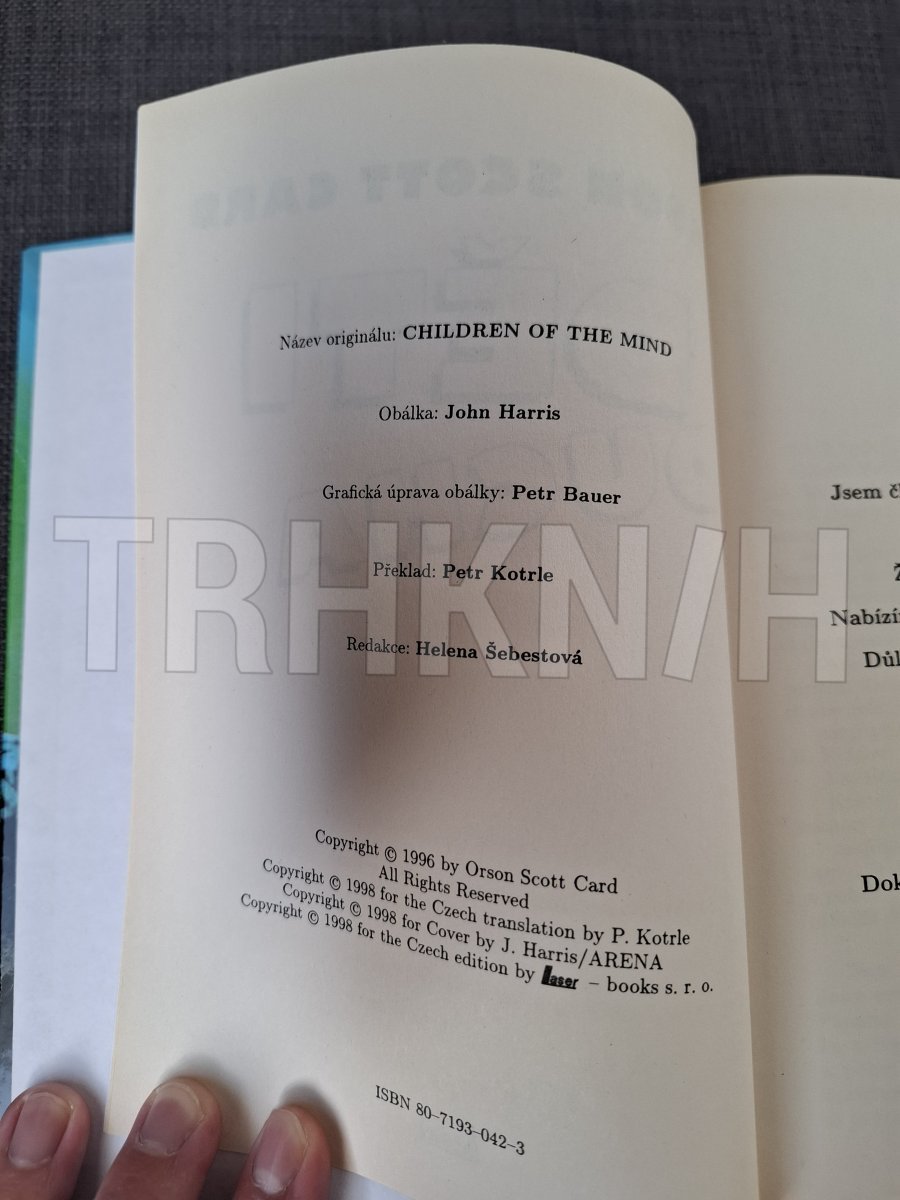 Název originálu: CHILDREN OF THE MIND
Obálka: John Harris
Grafická úprava obálky: Petr Bauer
Překlad: Petr Kotrle
Redakce: Helena Šebestová
Copyright © 1996 by Orson Scott Card
All Rights Reserved
Copyright © 1998 for the Czech translation by P. Kotrle
Copyright © 1998 for Cover by J. Harris/ARENA
Copyright © 1998 for the Czech edition by Laser – books s. r. o.
ISBN 80–7193–042–3
Jsem
TRHKNIH